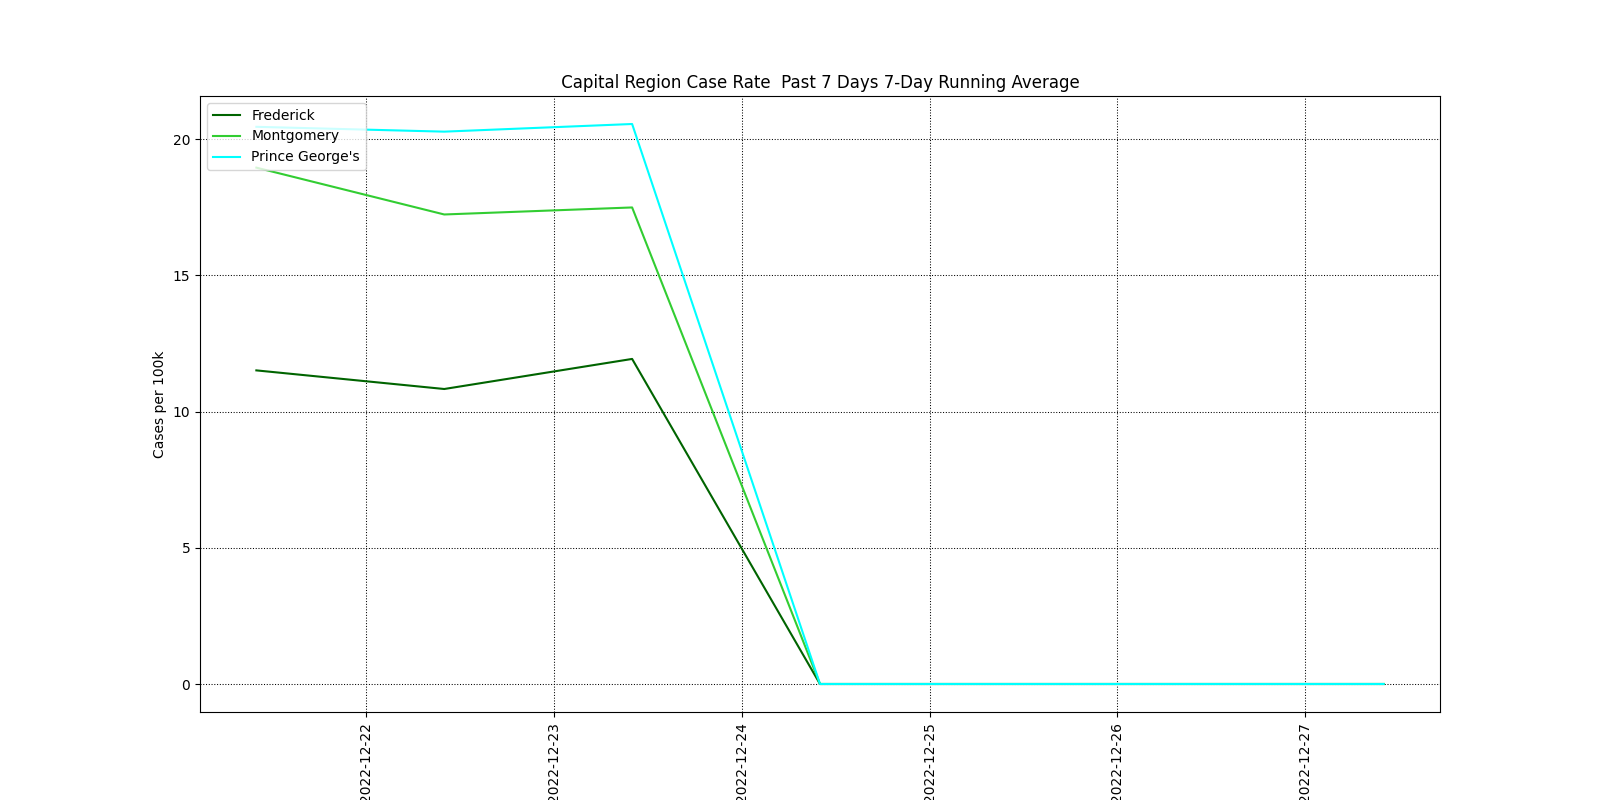 Capital Region Case Rate  Past 7 Days 7-Day Running Average
Frederick
Montgomery
Prince George's
Cases per 100k
20
15
10
5
0
2022-12-22
2022-12-23
2022-12-24
2022-12-25
2022-12-26
2022-12-27